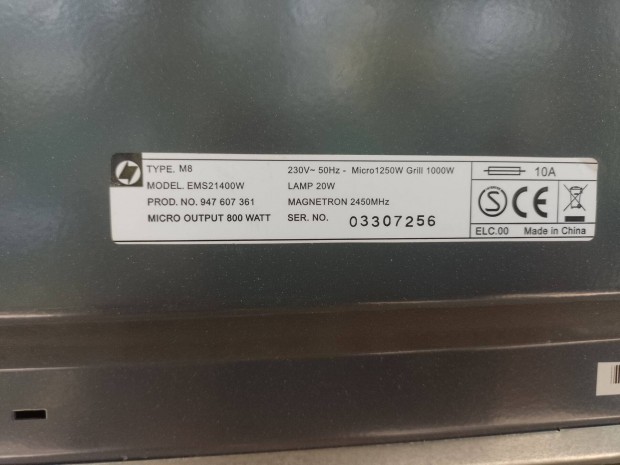 TYPE. M8
MODEL. EMS21400W
PROD. NO. 947 607 361
MICRO OUTPUT 800 WATT
230V~ 50Hz - Micro1250W Grill 1000W
LAMP 20W
MAGNETRON 2450MHz
SER. NO. 03307256
10A
S CE
ELC.00 Made in China